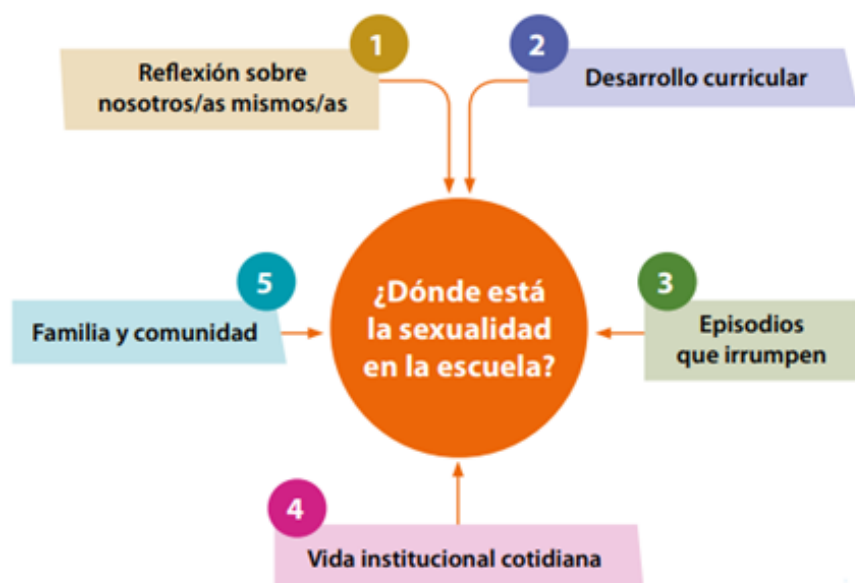 1
Reflexión sobre
nosotros/as mismos/as
2
Desarrollo curricular
¿Dónde está
la sexualidad
en la escuela?
3
Episodios
que irrumpen
4
Vida institucional cotidiana
5
Familia y comunidad